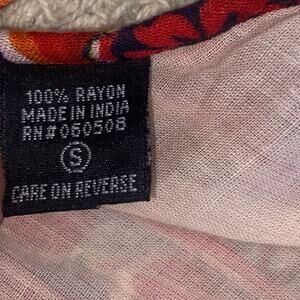 100% RAYON
MADE IN INDIA
RN#060508
S
CARE ON REVERSE